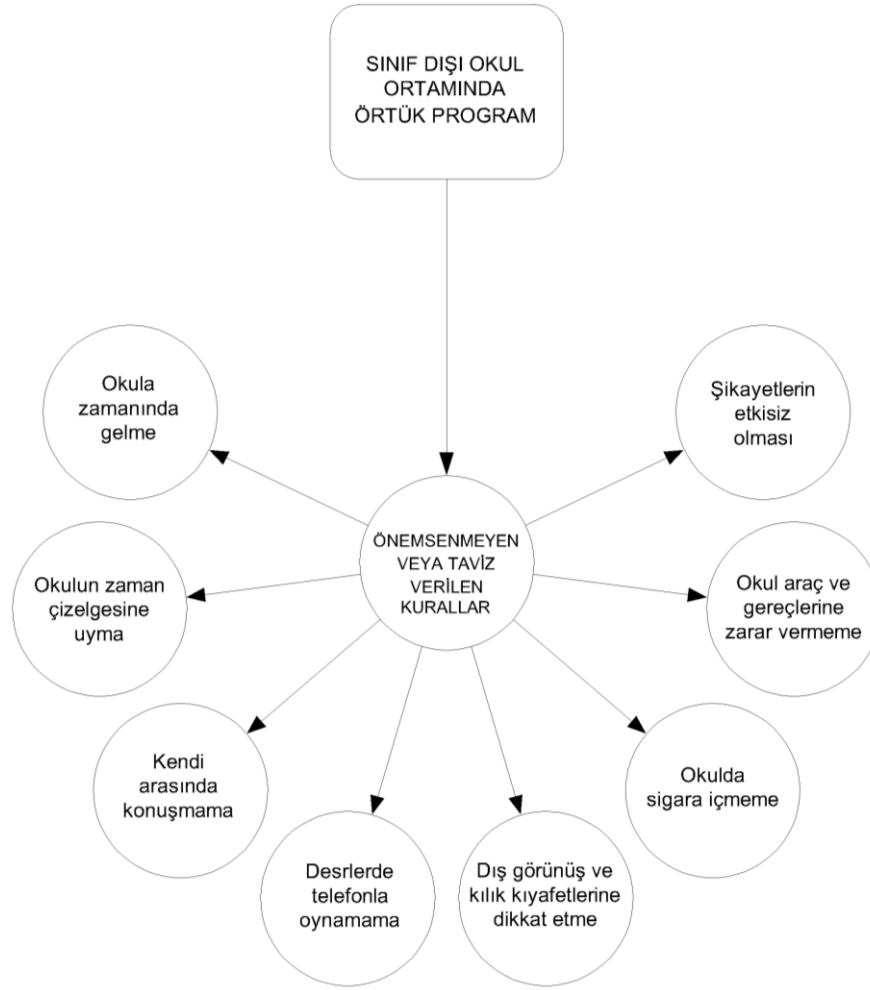 SINIF DIŞI OKUL
ORTAMINDA
ÖRTÜK PROGRAM
Okula
zamanında
gelme
Şikayetlerin
etkisiz
olması
ÖNEMSENMEYEN
VEYA TAVİZ
VERİLEN
KURALLAR
Okulun zaman
çizelgesine
uyma
Okul araç ve
gereçlerine
zarar vermeme
Kendi
arasında
konuşmama
Okulda
sigara içmeme
Desrlerde
telefonla
oynamama
Dış görünüş ve
kılık kıyafetlerine
dikkat etme